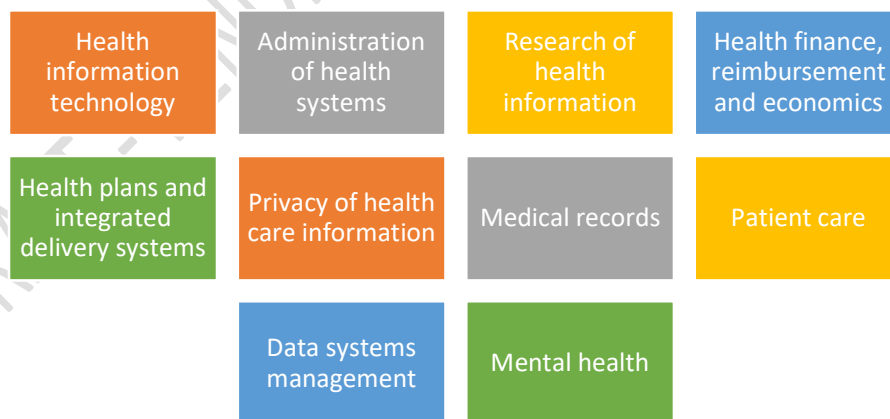 Health
information
technology
Administration
of health
systems
Research of
health
information
Health finance,
reimbursement
and economics
Health plans and
integrated
delivery systems
Privacy of health
care information
Medical records
Patient care
Data systems
management
Mental health